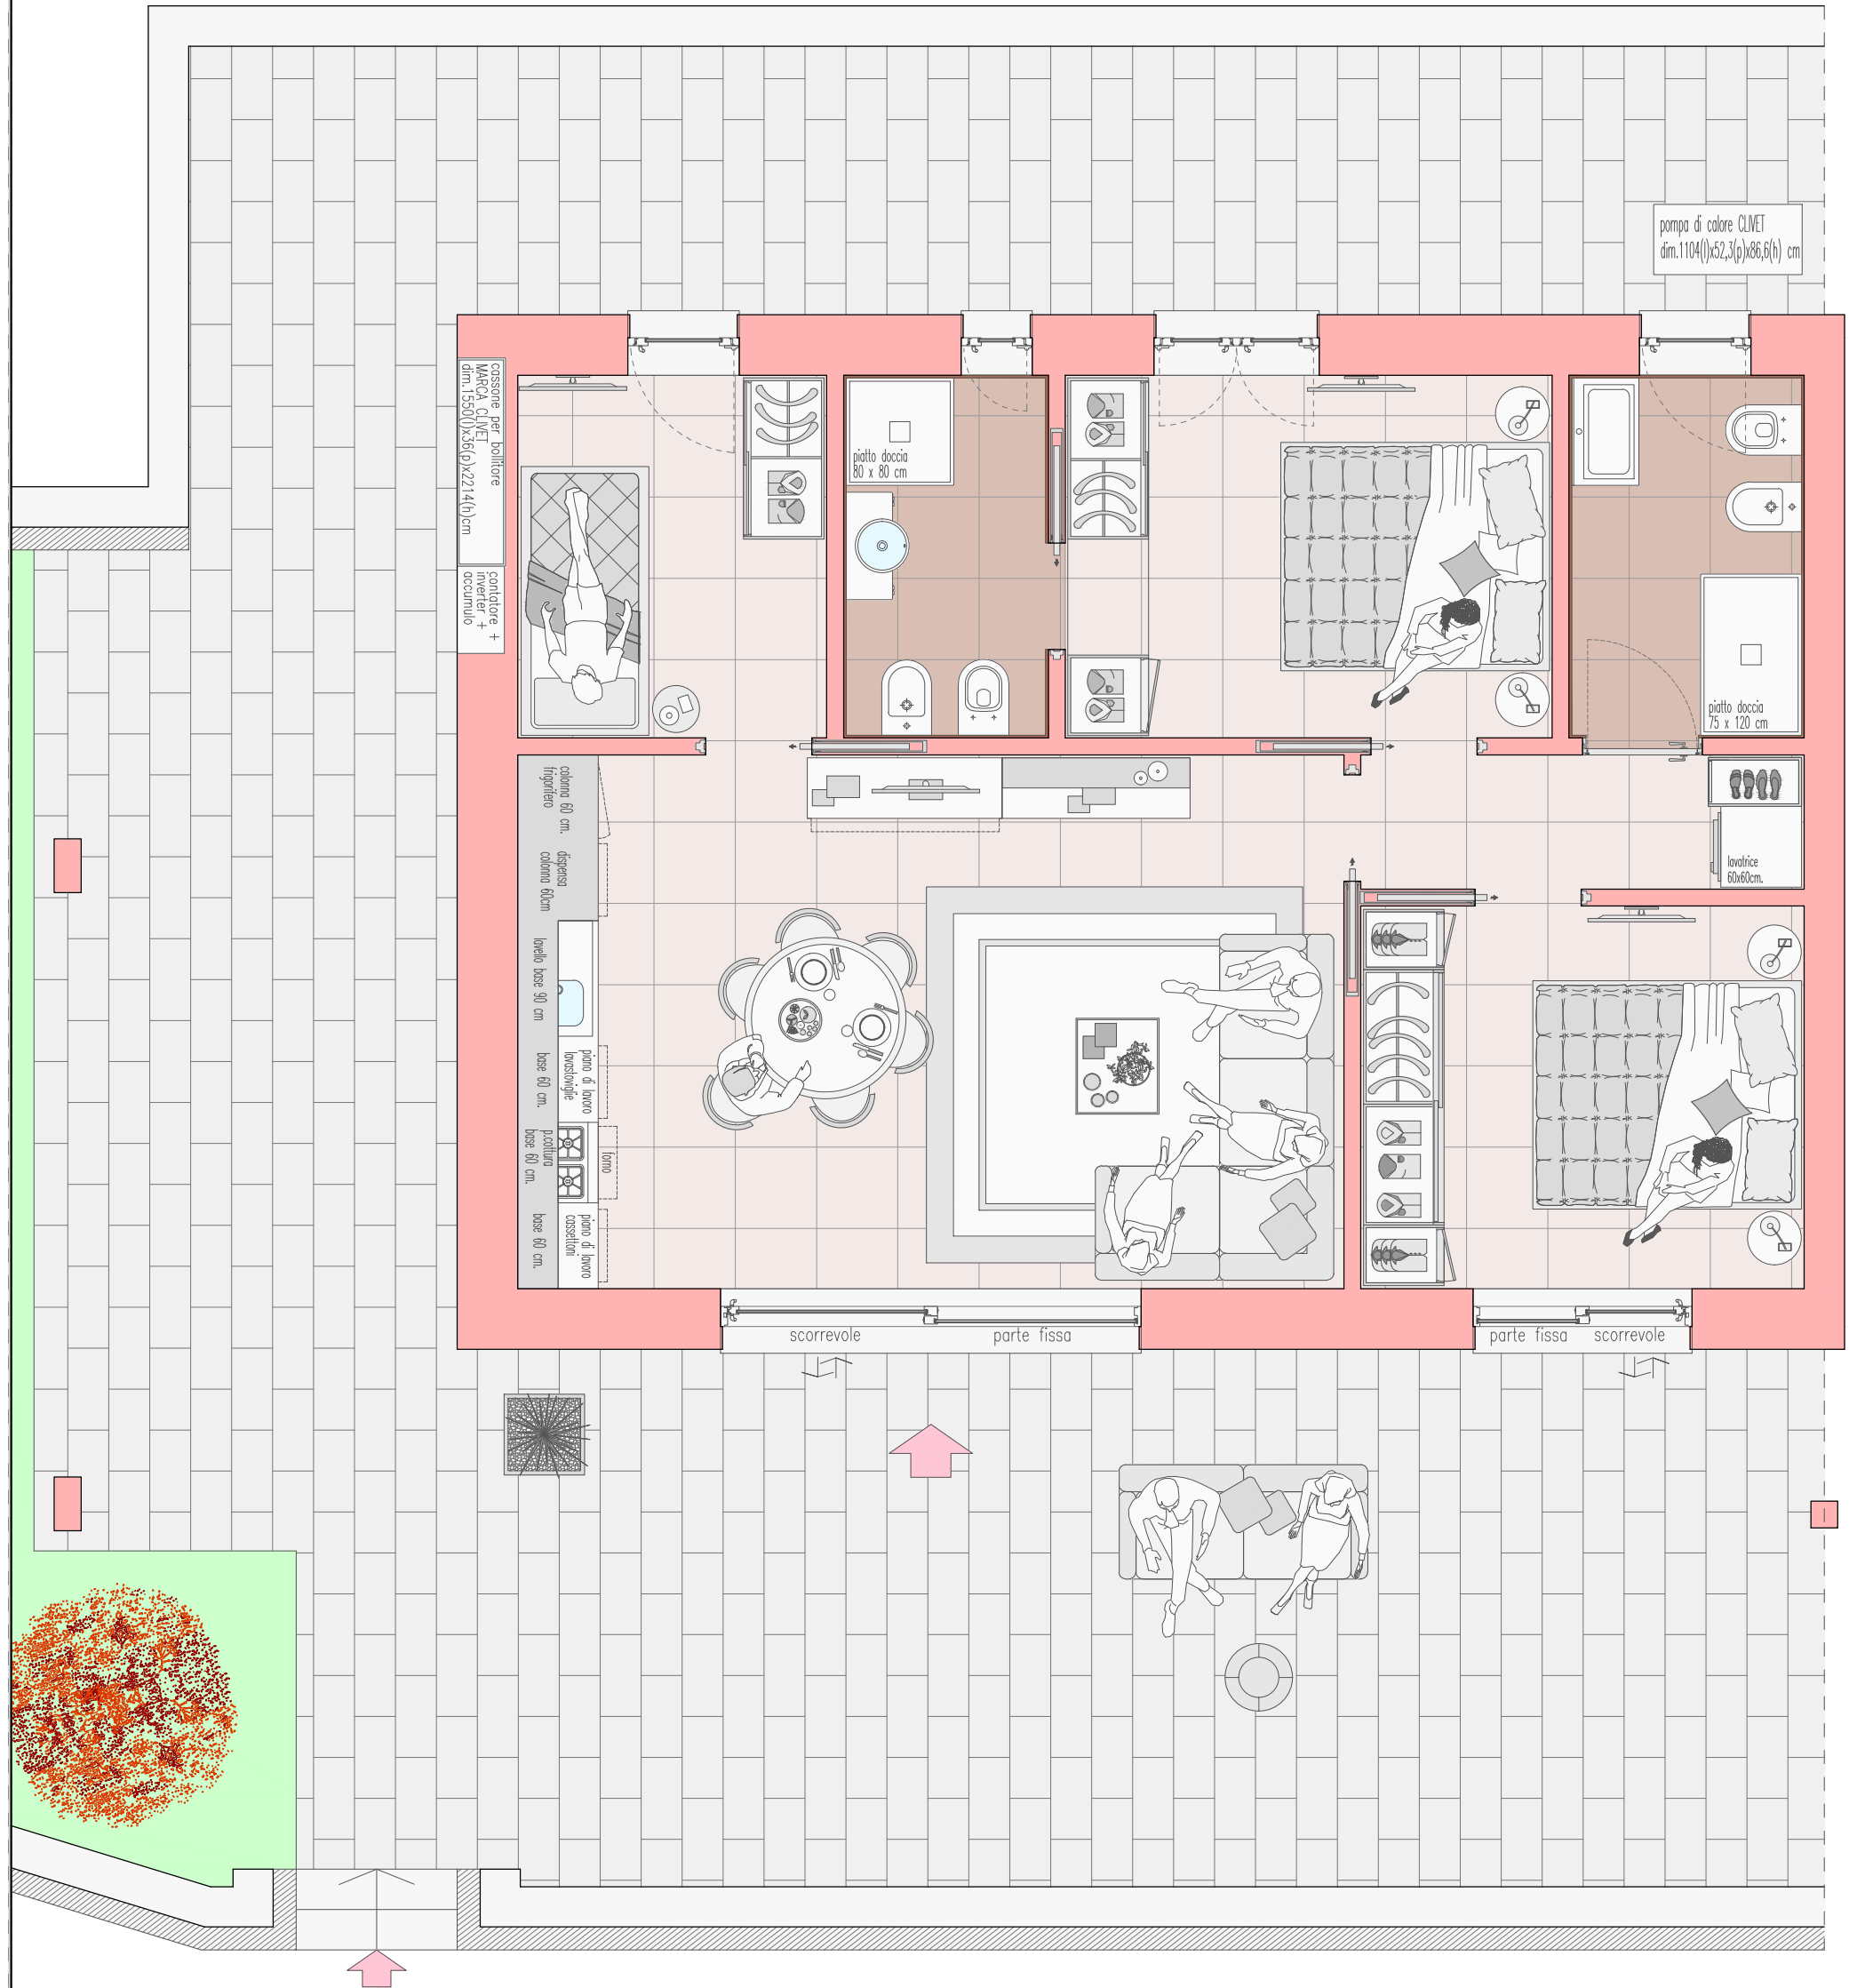 pompa di calore CLIVET
dim.1104(l)x52,3(p)x86,6(h) cm
cassone per bollitore
MARCA CLIVET
dim.1550(l)x36(p)x2214(h)cm
contatore +
inverter +
accumulo
piatto doccia
80 x 80 cm
piatto doccia
75 x 120 cm
colonna 60 cm.
frigorifero
dispensa
colonna 60cm
lavello base 90 cm
piano di lavoro
lavastoviglie
base 60 cm.
p.cottura
base 60 cm.
forno
piano di lavoro
cassettoni
base 60 cm.
lavatrice
60x60cm.
scorrevole
parte fissa
parte fissa
scorrevole